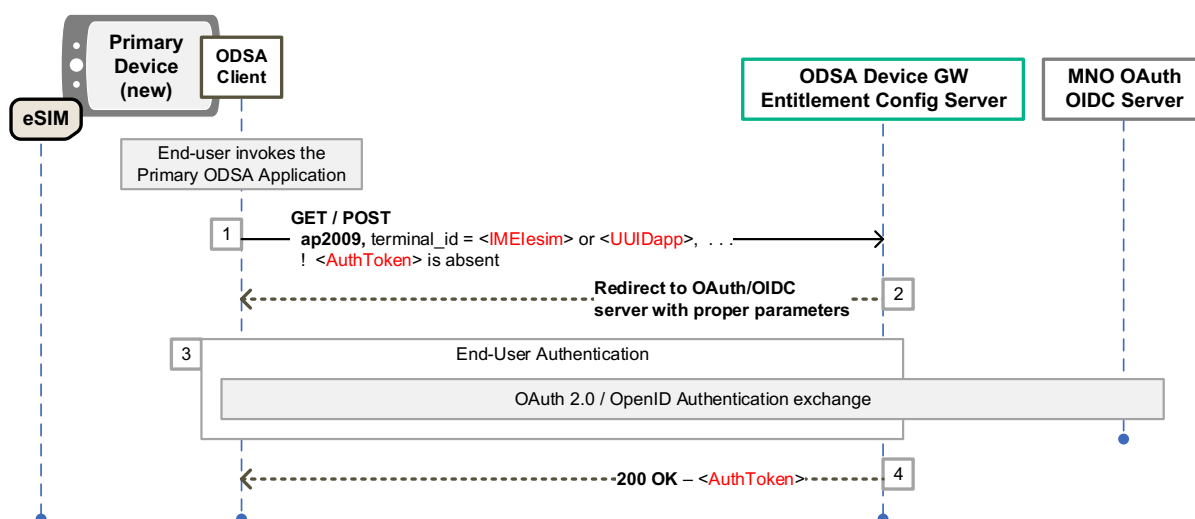 Primary
Device
(new)
ODSA
Client
eSIM
ODSA Device GW
Entitlement Config Server
MNO OAuth
OIDC Server
End-user invokes the
Primary ODSA Application
1
GET / POST
ap2009, terminal_id = <IMEIesim> or <UUIDapp>, . . .
! <AuthToken> is absent
Redirect to OAuth/OIDC
server with proper parameters
2
3
End-User Authentication
OAuth 2.0 / OpenID Authentication exchange
200 OK – <AuthToken>
4